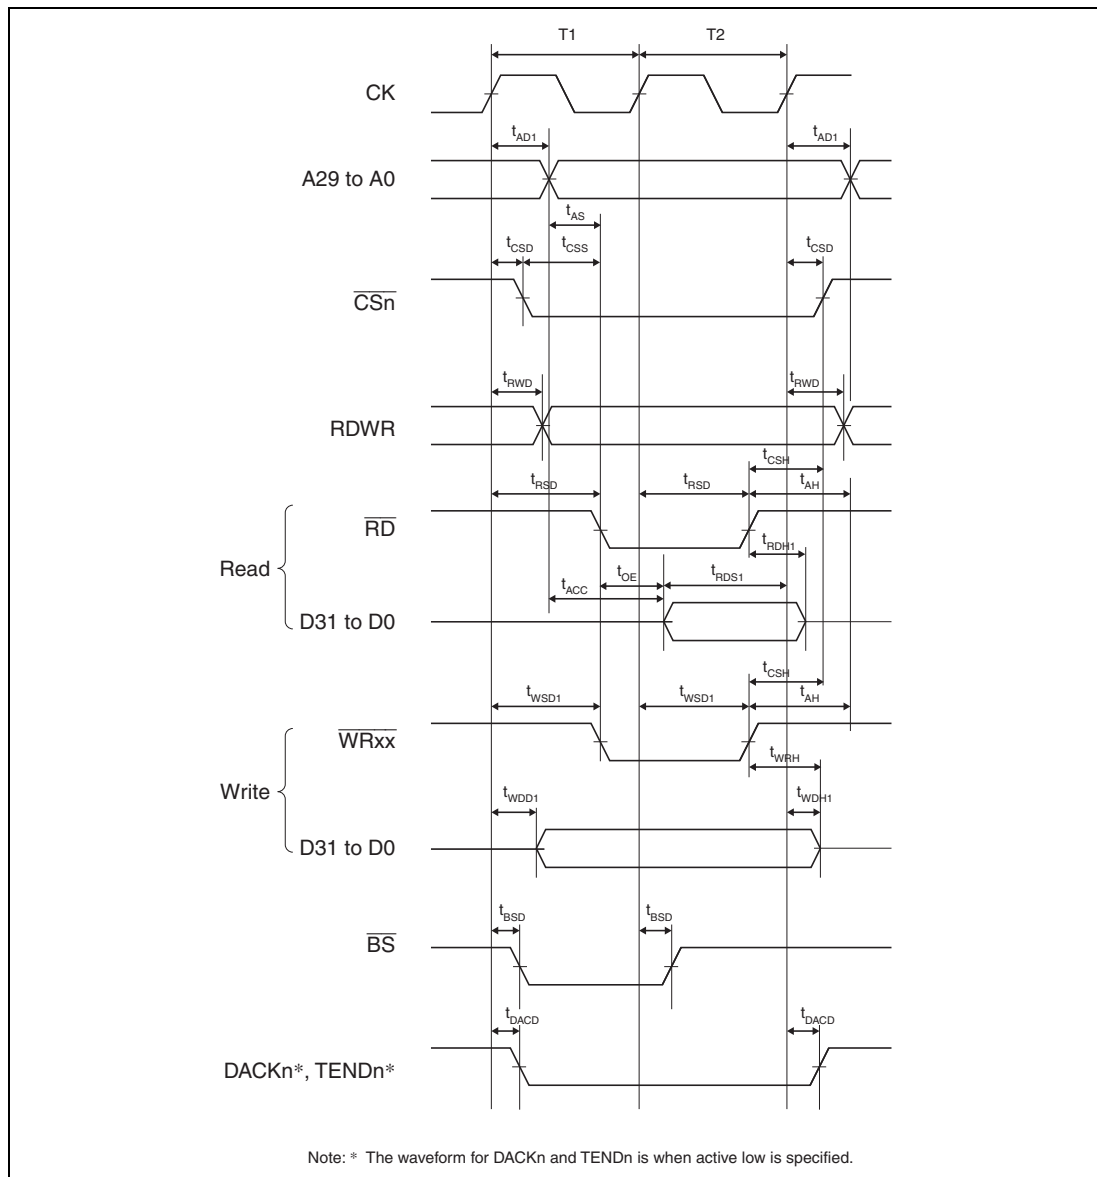 T1 T2
CK
tAD1 tAD1
A29 to A0
tAS
tCSD tCSS tCSD
CSn
tRWD tRWD
RDWR
tCSH
tRSD tRSD tAH
RD
tRDH1
Read
tOE tRDS1
tACC
D31 to D0
tCSH
tWSD1 tWSD1 tAH
WRxx
tWRH
Write
tWDD1 tWDH1
D31 to D0
tBSD tBSD
BS
tDACD tDACD
DACKn*, TENDn*
Note: * The waveform for DACKn and TENDn is when active low is specified.